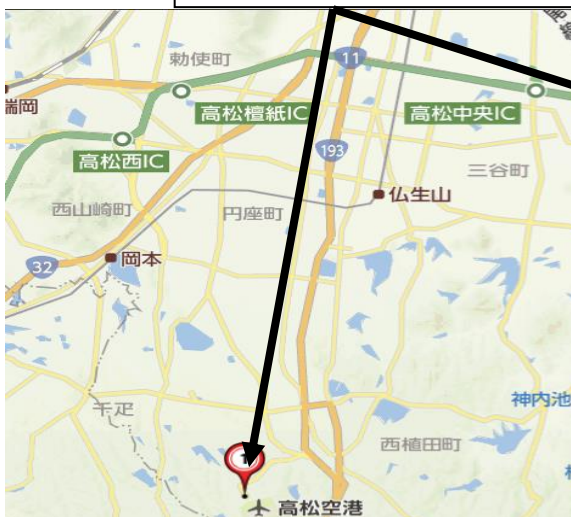 勅使町
11
端岡
高松檀紙IC
高松中央IC
高松西IC
193
三谷町
仏生山
西山崎町
円座町
岡本
32
神内池
千疋
西植田町
1
高松空港